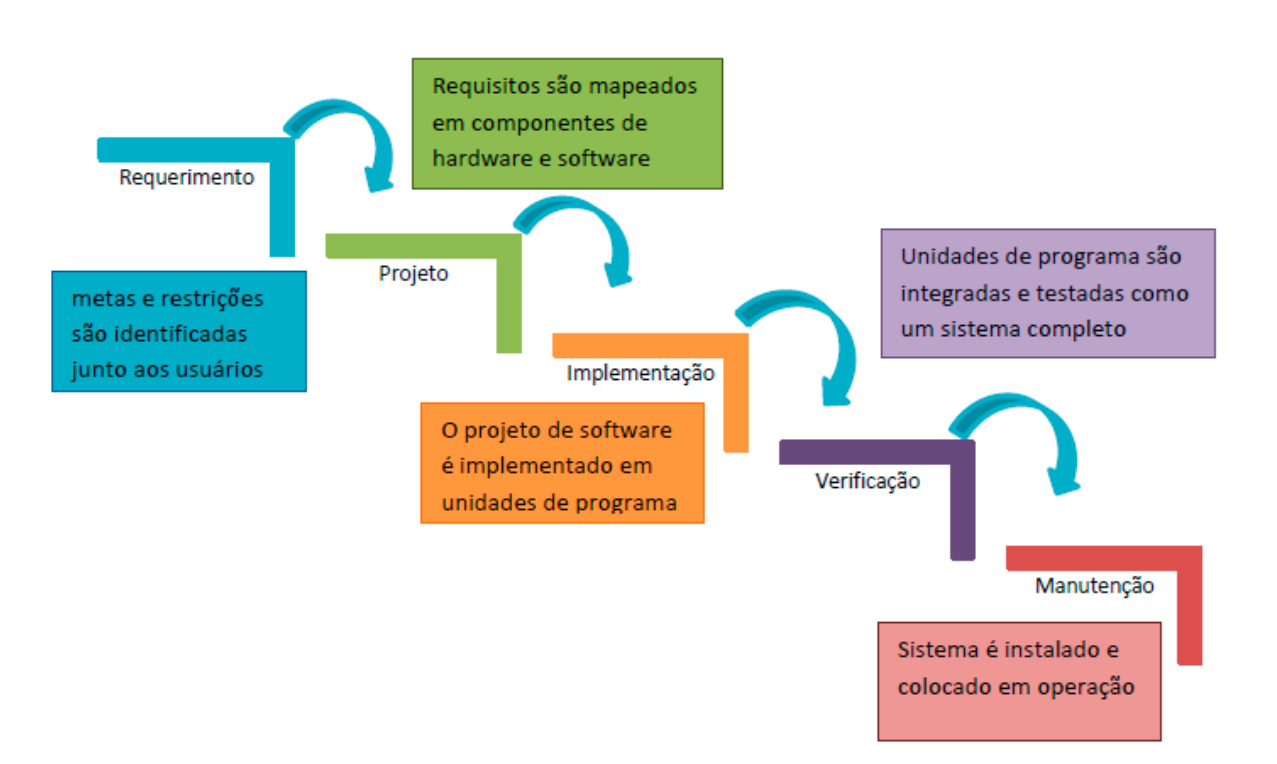 Requisitos são mapeados
em componentes de
hardware e software
Requerimento
metas e restrições
são identificadas
junto aos usuários
Projeto
Unidades de programa são
integradas e testadas como
um sistema completo
Implementação
O projeto de software
é implementado em
unidades de programa
Verificação
Manutenção
Sistema é instalado e
colocado em operação